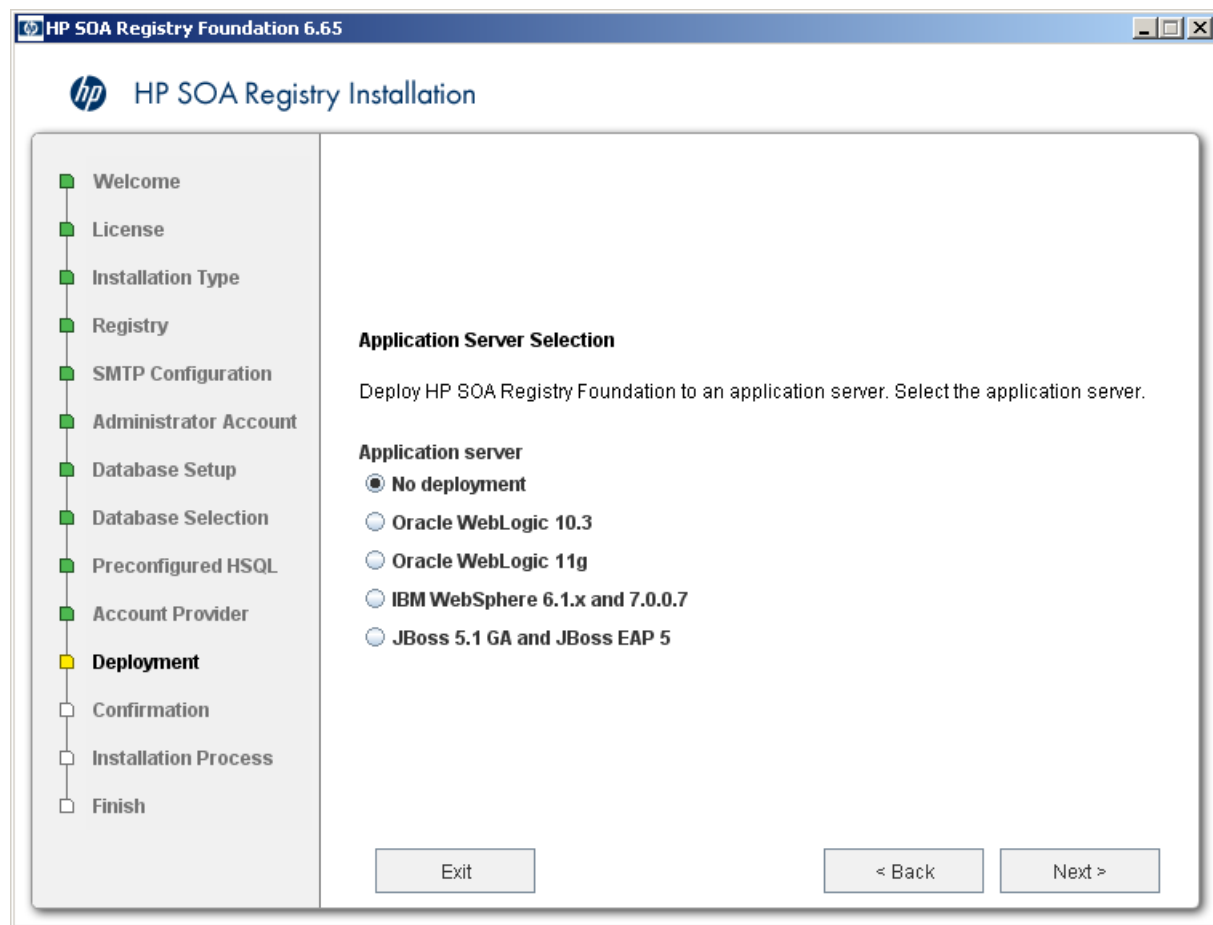 HP SOA Registry Foundation 6.65
hp HP SOA Registry Installation
Welcome
License
Installation Type
Registry
SMTP Configuration
Administrator Account
Database Setup
Database Selection
Preconfigured HSQL
Account Provider
Deployment
Confirmation
Installation Process
Finish
Application Server Selection
Deploy HP SOA Registry Foundation to an application server. Select the application server.
Application server
No deployment
Oracle WebLogic 10.3
Oracle WebLogic 11g
IBM WebSphere 6.1.x and 7.0.0.7
JBoss 5.1 GA and JBoss EAP 5
Exit
< Back
Next >